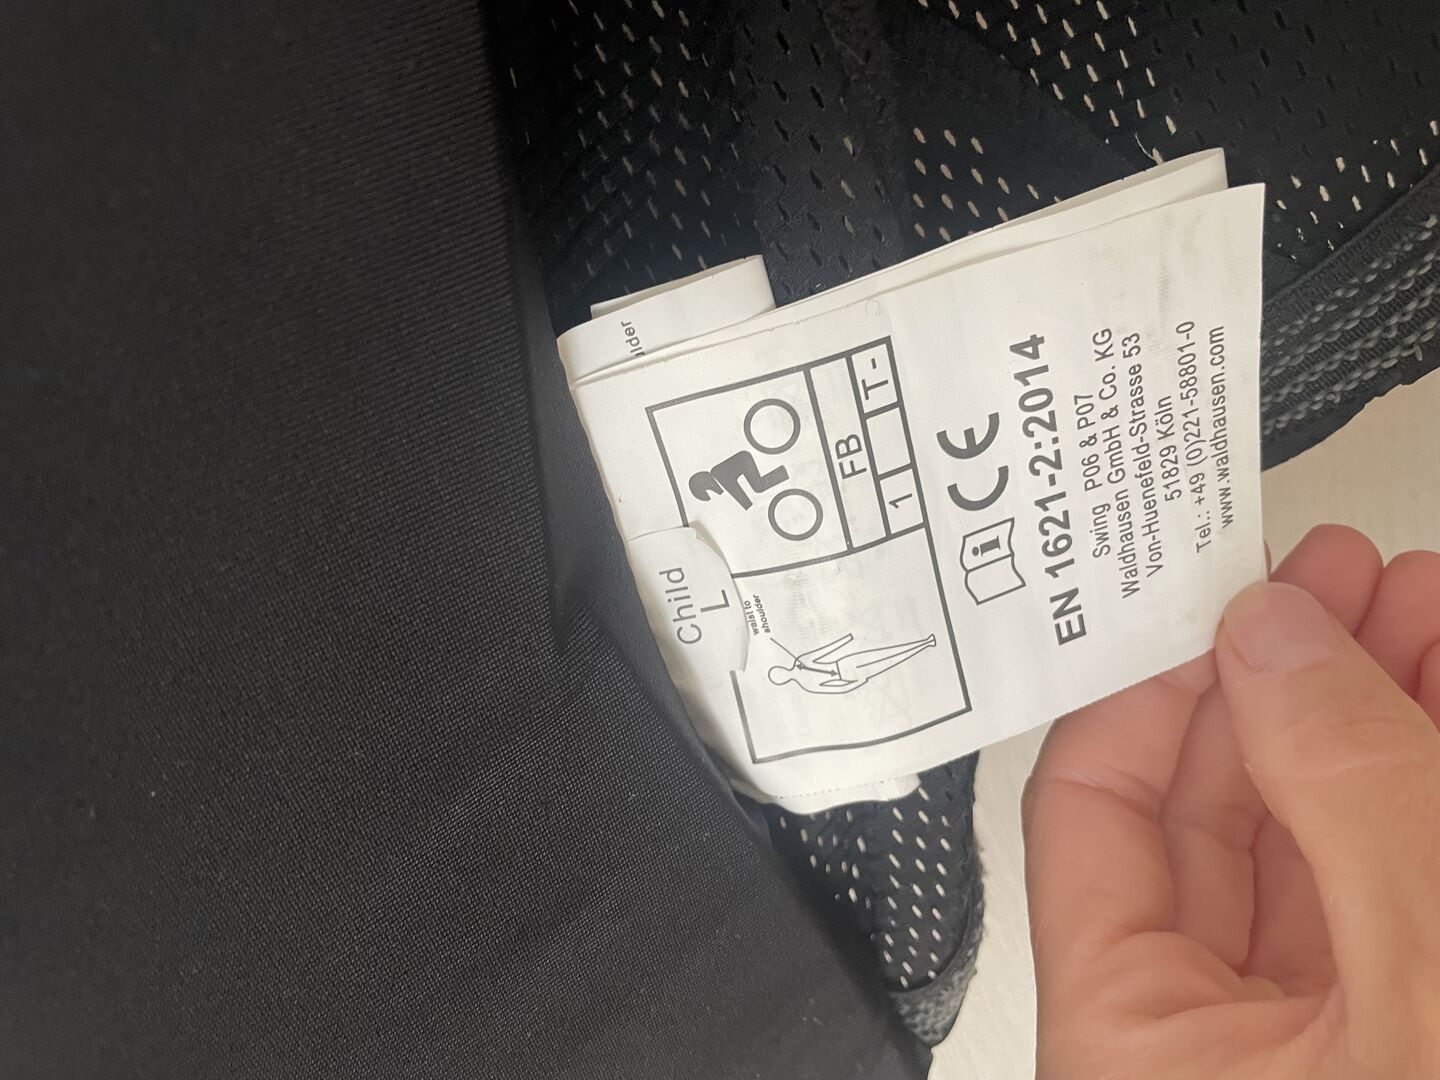 Child
L
waist to
shoulder
FB
1 T -
i CE
EN 1621-2:2014
Swing P06 & P07
Waldhausen GmbH & Co. KG
Von-Huenefeld-Strasse 53
51829 Köln
Tel.: +49 (0)221-58801-0
www.waldhausen.com